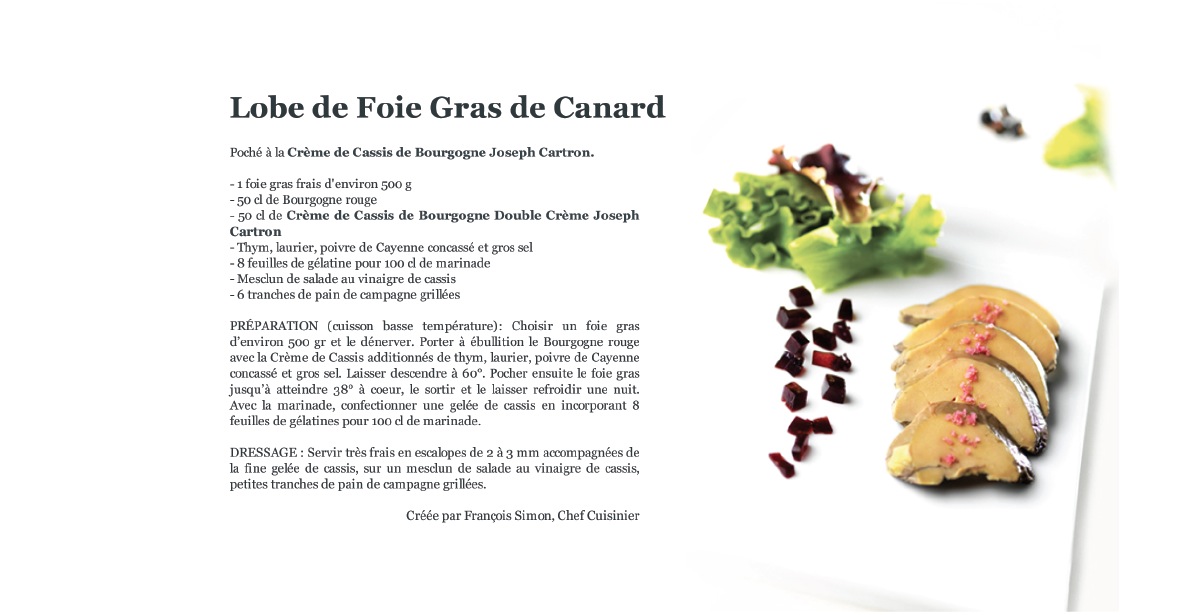 Lobe de Foie Gras de Canard
Poché à la Crème de Cassis de Bourgogne Joseph Cartron.
- 1 foie gras frais d'environ 500 g
- 50 cl de Bourgogne rouge
- 50 cl de Crème de Cassis de Bourgogne Double Crème Joseph
Cartron
- Thym, laurier, poivre de Cayenne concassé et gros sel
- 8 feuilles de gélatine pour 100 cl de marinade
- Mesclun de salade au vinaigre de cassis
- 6 tranches de pain de campagne grillées
PRÉPARATION (cuisson basse température): Choisir un foie gras
d’environ 500 gr et le dénerver. Porter à ébullition le Bourgogne rouge
avec la Crème de Cassis additionnés de thym, laurier, poivre de Cayenne
concassé et gros sel. Laisser descendre à 60°. Pocher ensuite le foie gras
jusqu’à atteindre 38° à coeur, le sortir et le laisser refroidir une nuit.
Avec la marinade, confectionner une gelée de cassis en incorporant 8
feuilles de gélatines pour 100 cl de marinade.
DRESSAGE : Servir très frais en escalopes de 2 à 3 mm accompagnées de
la fine gelée de cassis, sur un mesclun de salade au vinaigre de cassis,
petites tranches de pain de campagne grillées.
Créée par François Simon, Chef Cuisinier